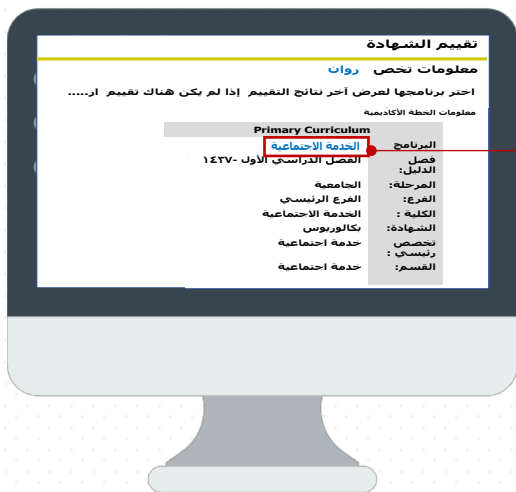 تقييم الشهادة
معلومات تخص روان
اختر برنامجها لعرض آخر نتائج التقييم إذا لم يكن هناك تقييم ار.....
معلومات الخطة الأكاديمية
Primary Curriculum
البرنامج الخدمة الاجتماعية
فصل الدليل: الفصل الدراسي الأول -١٤٣٧
المرحلة: الجامعية
الفرع: الفرع الرئيسي
الكلية : الخدمة الاجتماعية
الشهادة: بكالوريوس
تخصص رئيسي : خدمة اجتماعية
القسم: خدمة اجتماعية